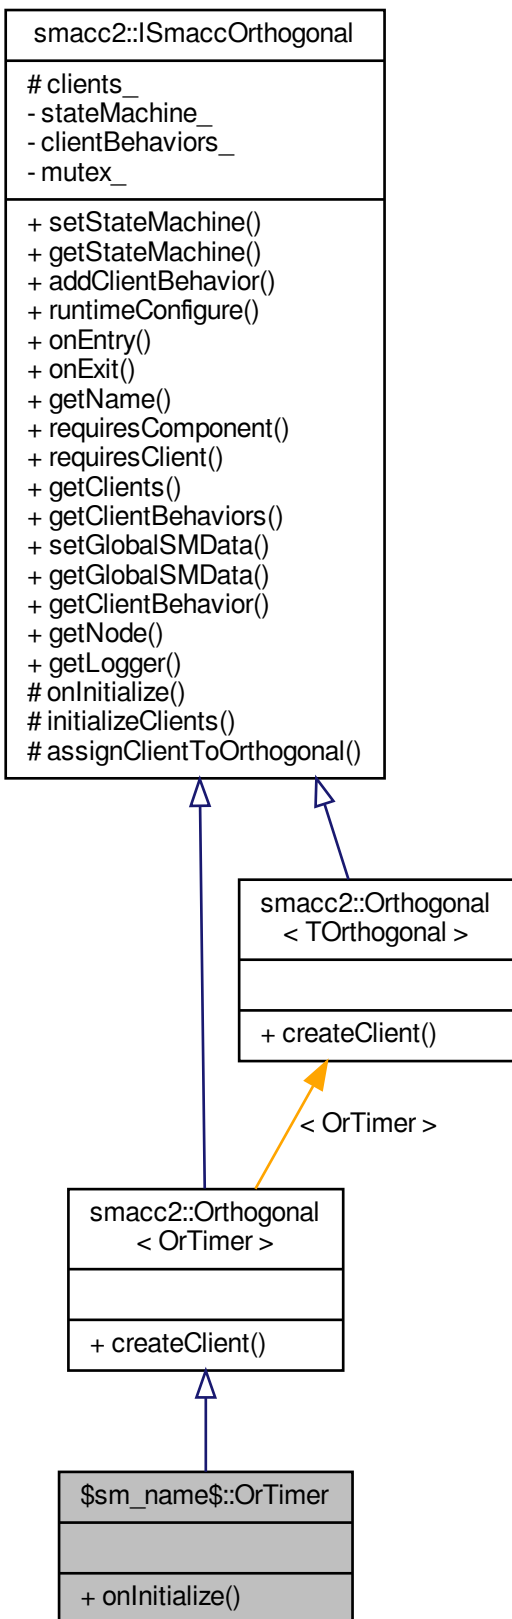 smacc2::ISmaccOrthogonal
# clients_
- stateMachine_
- clientBehaviors_
- mutex_
+ setStateMachine()
+ getStateMachine()
+ addClientBehavior()
+ runtimeConfigure()
+ onEntry()
+ onExit()
+ getName()
+ requiresComponent()
+ requiresClient()
+ getClients()
+ getClientBehaviors()
+ setGlobalSMData()
+ getGlobalSMData()
+ getClientBehavior()
+ getNode()
+ getLogger()
# onInitialize()
# initializeClients()
# assignClientToOrthogonal()
smacc2::Orthogonal
< TOrthogonal >
+ createClient()
< OrTimer >
smacc2::Orthogonal
< OrTimer >
+ createClient()
$sm_name$::OrTimer
+ onInitialize()